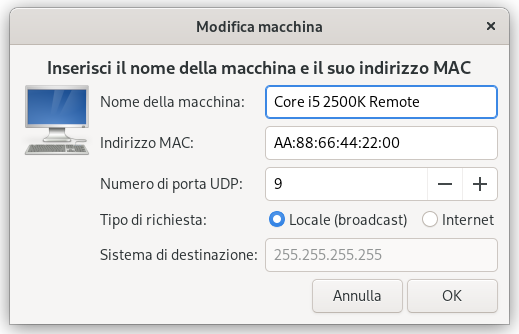 Modifica macchina
Inserisci il nome della macchina e il suo indirizzo MAC
Nome della macchina: Core i5 2500K Remote
Indirizzo MAC: AA:88:66:44:22:00
Numero di porta UDP: 9
Tipo di richiesta: Locale (broadcast) Internet
Sistema di destinazione: 255.255.255.255
Annulla OK